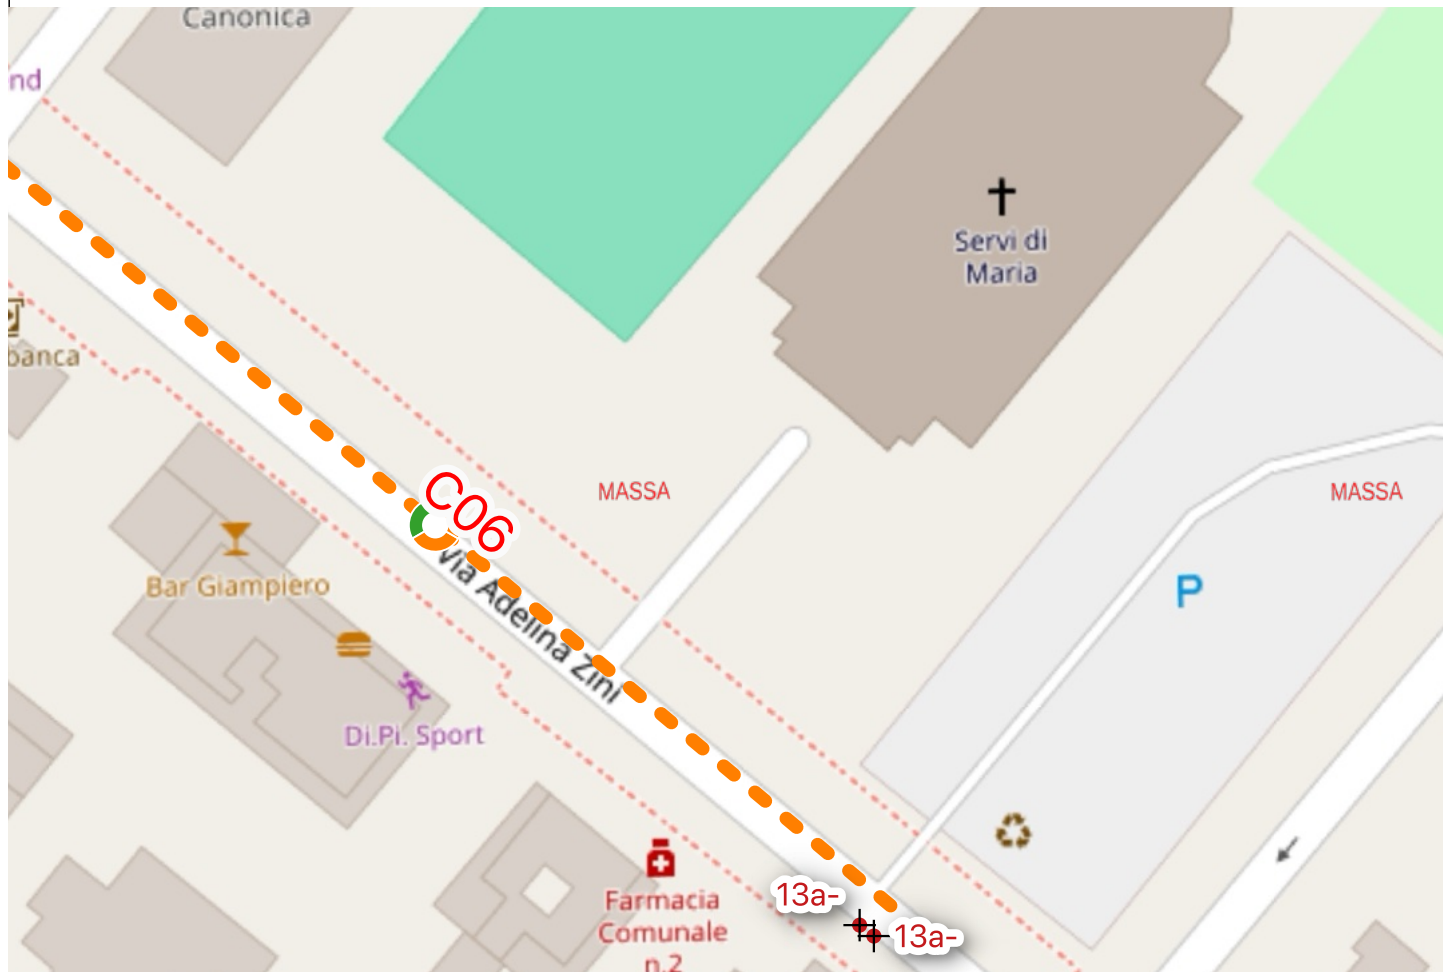 Canonica
nd
Servi di
Maria
banca
MASSA
MASSA
C06
Via Adelina Zini
P
Bar Giampiero
Di.Pi. Sport
Farmacia
Comunale
n.2
13a-
13a-